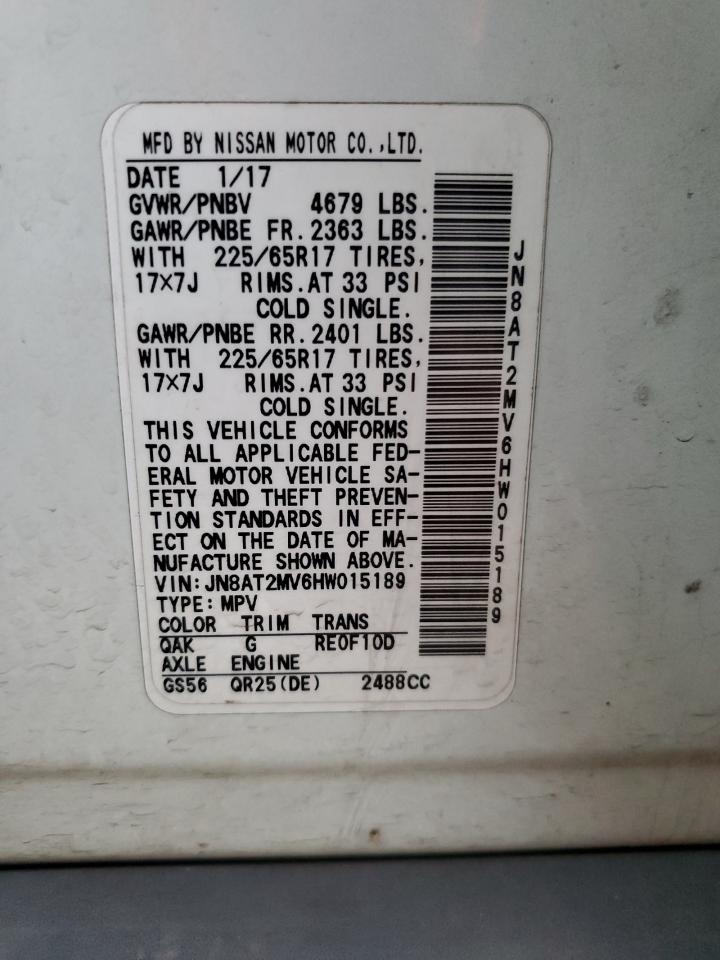 MFD BY NISSAN MOTOR CO.,LTD.
DATE 1/17
GVWR/PNBV 4679 LBS.
GAWR/PNBE FR. 2363 LBS.
WITH 225/65R17 TIRES,
17×7J RIMS. AT 33 PSI
COLD SINGLE.
GAWR/PNBE RR. 2401 LBS.
WITH 225/65R17 TIRES,
17×7J RIMS. AT 33 PSI
COLD SINGLE.
THIS VEHICLE CONFORMS
TO ALL APPLICABLE FED-
ERAL MOTOR VEHICLE SA-
FETY AND THEFT PREVEN-
TION STANDARDS IN EFF-
ECT ON THE DATE OF MA-
NUFACTURE SHOWN ABOVE.
VIN: JN8AT2MV6HW015189
TYPE: MPV
COLOR TRIM TRANS
QAK G RE0F10D
AXLE ENGINE
GS56 QR25(DE) 2488CC
JN8AT2MV6HW015189